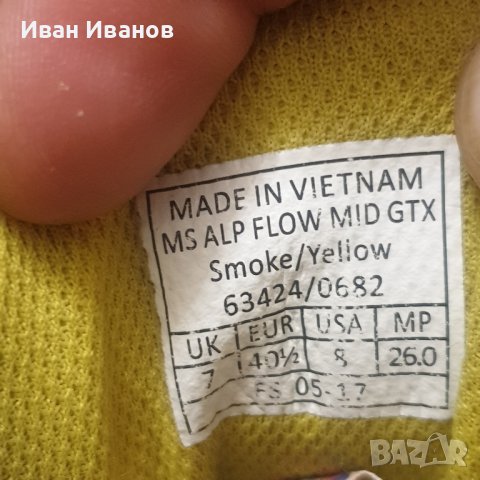 Иван Иванов
MADE IN VIETNAM
MS ALP FLOW MID GTX
Smoke/Yellow
63424/0682
UK EUR USA MP
7 40½ 8 26.0
FS 05-17
BAZAR